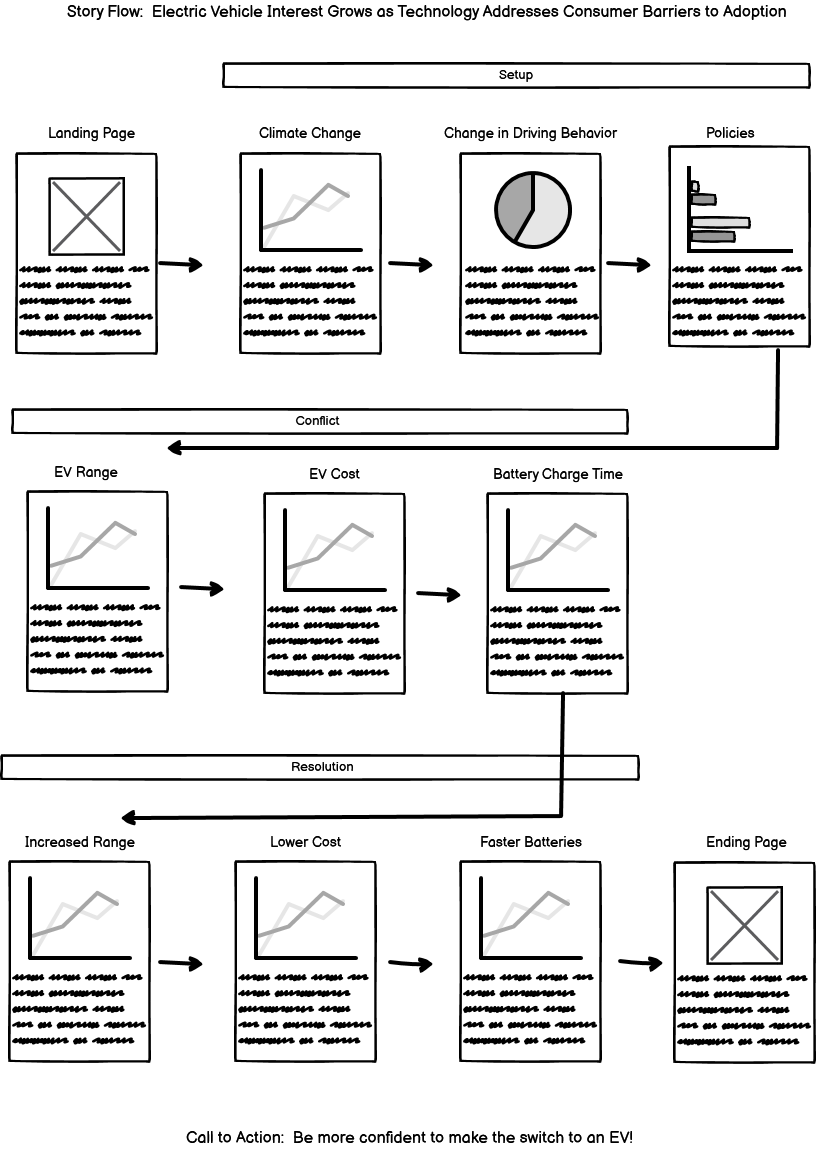 Story Flow: Electric Vehicle Interest Grows as Technology Addresses Consumer Barriers to Adoption
Setup
Landing Page
Climate Change
Change in Driving Behavior
Policies
Conflict
EV Range
EV Cost
Battery Charge Time
Resolution
Increased Range
Lower Cost
Faster Batteries
Ending Page
Call to Action: Be more confident to make the switch to an EV!